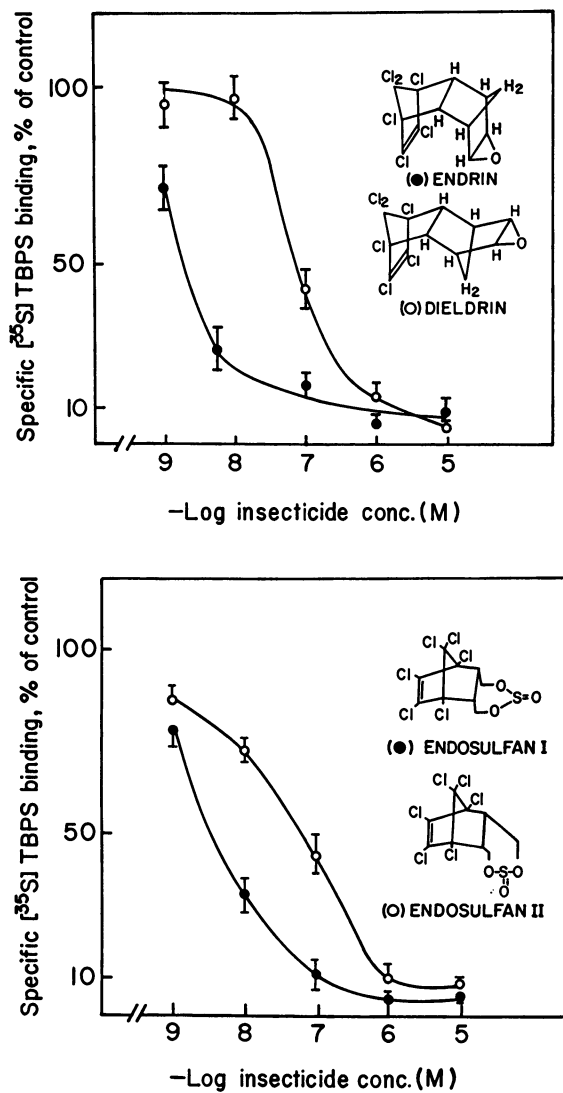 Specific [35S] TBPS binding, % of control
100
50
10
9 8 7 6 5
–Log insecticide conc. (M)
Cl2 Cl H H H2
Cl H H
Cl Cl H O
(●) ENDRIN
Cl2 Cl H H H
Cl O
Cl Cl H H H
H2
(O) DIELDRIN
Specific [35S] TBPS binding, % of control
100
50
10
9 8 7 6 5
–Log insecticide conc. (M)
Cl Cl Cl
Cl O S=O
Cl Cl O
(●) ENDOSULFAN I
Cl Cl
Cl Cl
Cl Cl
O-S-O
O
(O) ENDOSULFAN II